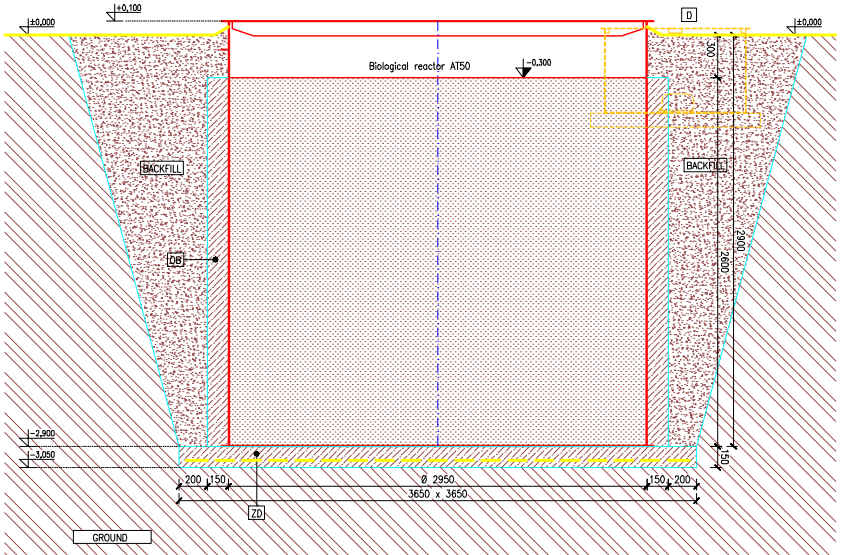 +0,100
D
±0,000
±0,000
300
Biological reactor AT50
-0,300
BACKFILL
BACKFILL
2900
2600
DB
-2,900
-3,050
150
200
150
Ø 2950
150
200
3650 x 3650
ZD
GROUND